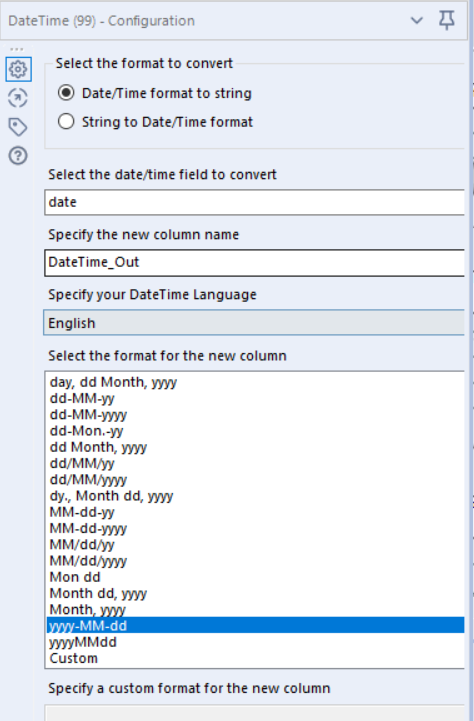 DateTime (99) - Configuration
Select the format to convert
Date/Time format to string
String to Date/Time format
Select the date/time field to convert
date
Specify the new column name
DateTime_Out
Specify your DateTime Language
English
Select the format for the new column
day, dd Month, yyyy
dd-MM-yy
dd-MM-yyyy
dd-Mon.-yy
dd Month, yyyy
dd/MM/yy
dd/MM/yyyy
dy., Month dd, yyyy
MM-dd-yy
MM-dd-yyyy
MM/dd/yy
MM/dd/yyyy
Mon dd
Month dd, yyyy
Month, yyyy
yyyy-MM-dd
yyyyMMdd
Custom
Specify a custom format for the new column